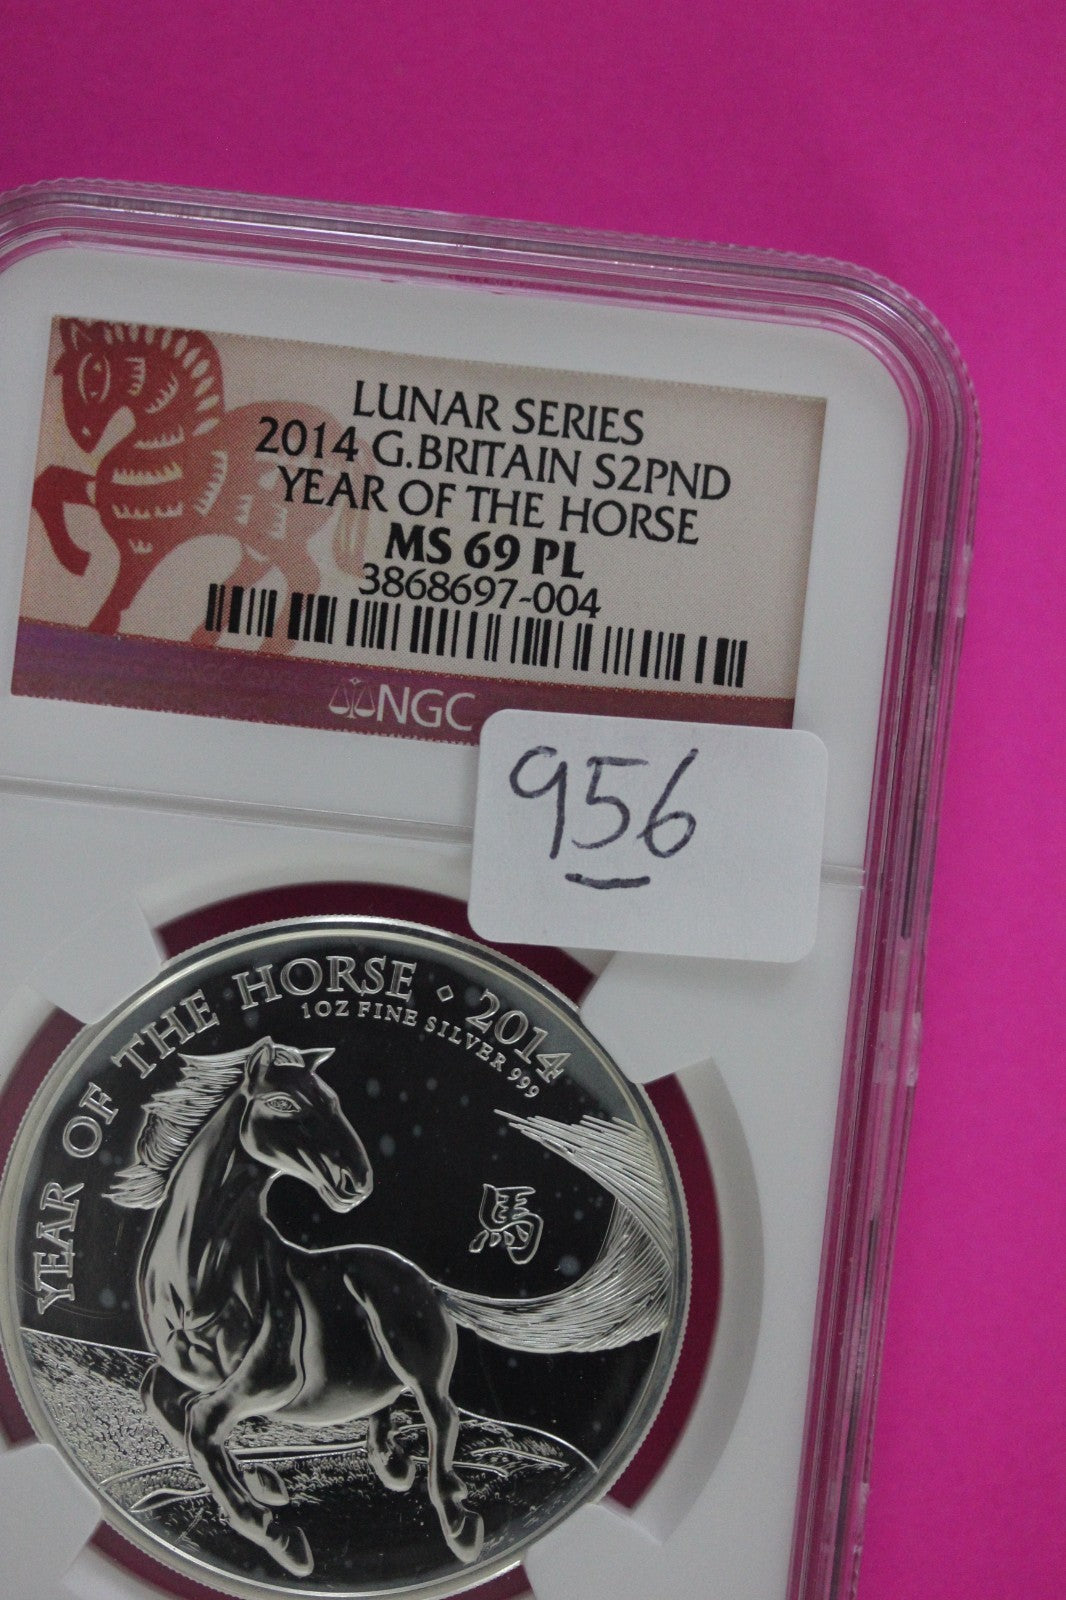 LUNAR SERIES
2014 G.BRITAIN S2PND
YEAR OF THE HORSE
MS 69 PL
3868697-004
NGC
956
YEAR OF THE HORSE ⋄ 2014
1OZ FINE SILVER 999
馬